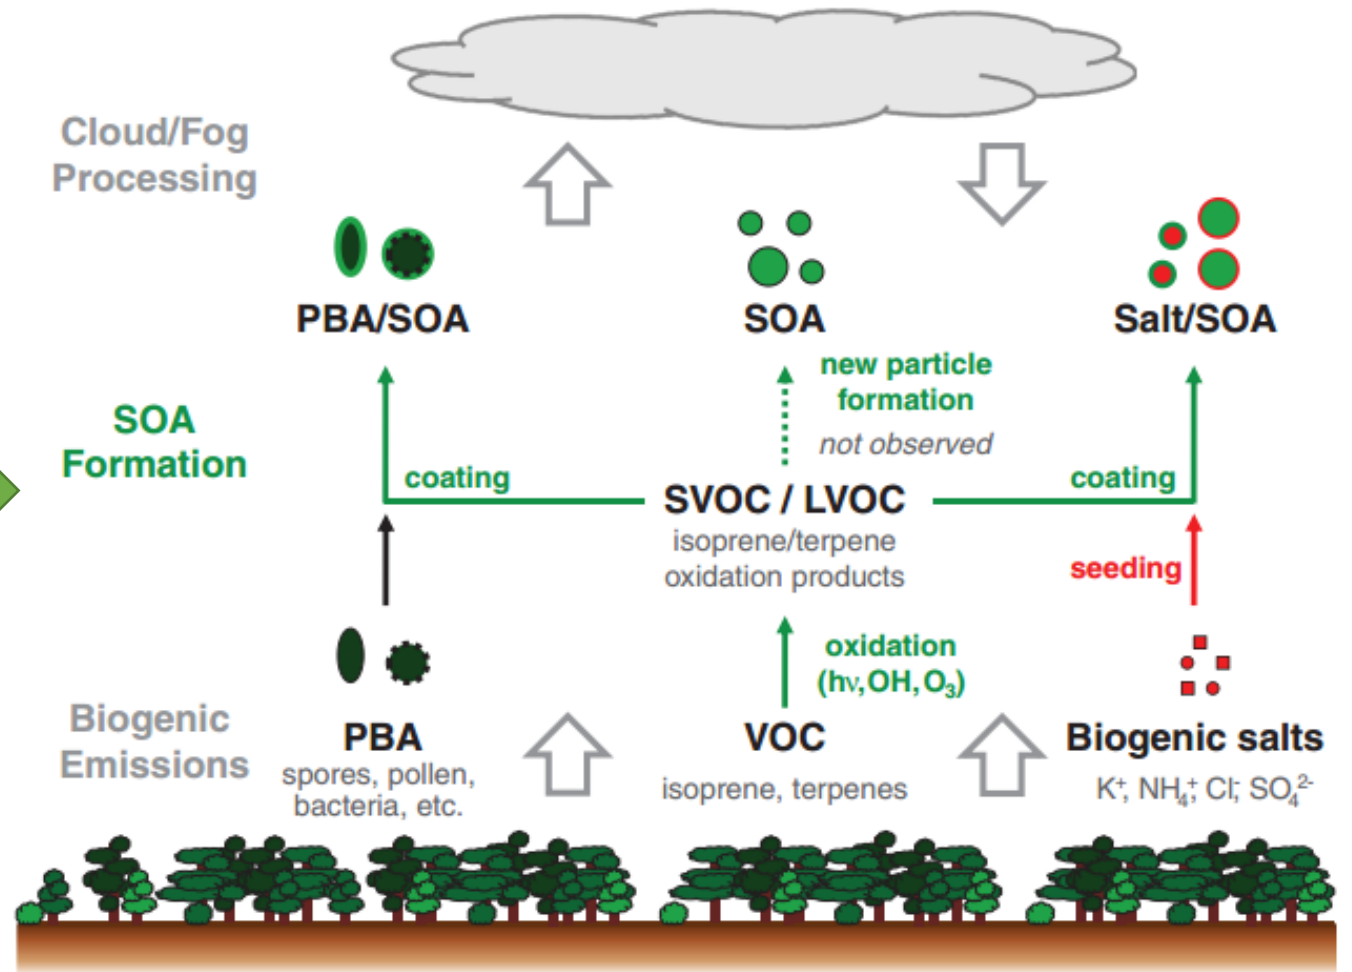 Cloud/Fog
Processing
PBA/SOA
SOA
Salt/SOA
new particle
formation
not observed
SOA
Formation
coating
SVOC / LVOC
coating
isoprene/terpene
oxidation products
seeding
oxidation
(hν, OH, O₃)
Biogenic
Emissions
PBA
VOC
Biogenic salts
spores, pollen,
bacteria, etc.
isoprene, terpenes
K⁺, NH₄⁺, Cl⁻, SO₄²⁻